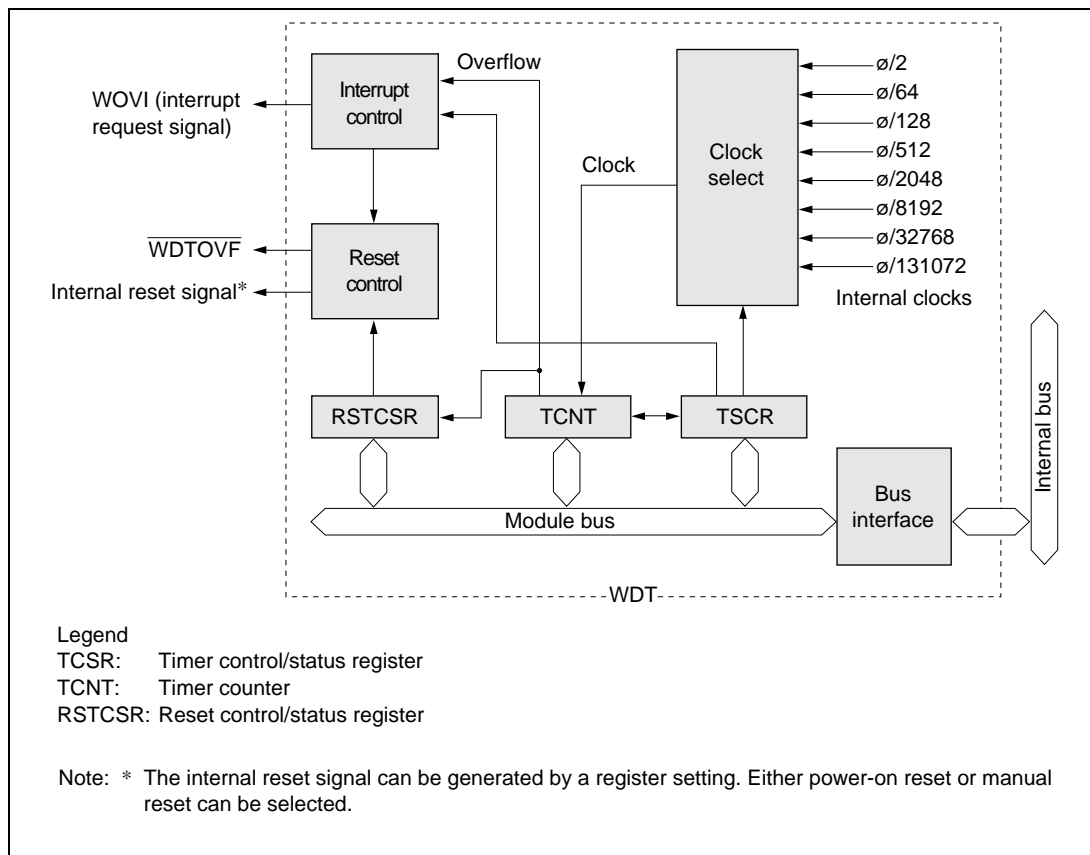 Overflow
Interrupt
control
WOVI (interrupt
request signal)
WDTOVF
Internal reset signal*
Reset
control
Clock
Clock
select
ø/2
ø/64
ø/128
ø/512
ø/2048
ø/8192
ø/32768
ø/131072
Internal clocks
RSTCSR
TCNT
TSCR
Module bus
Bus
interface
Internal bus
WDT
Legend
TCSR: Timer control/status register
TCNT: Timer counter
RSTCSR: Reset control/status register
Note: * The internal reset signal can be generated by a register setting. Either power-on reset or manual
reset can be selected.